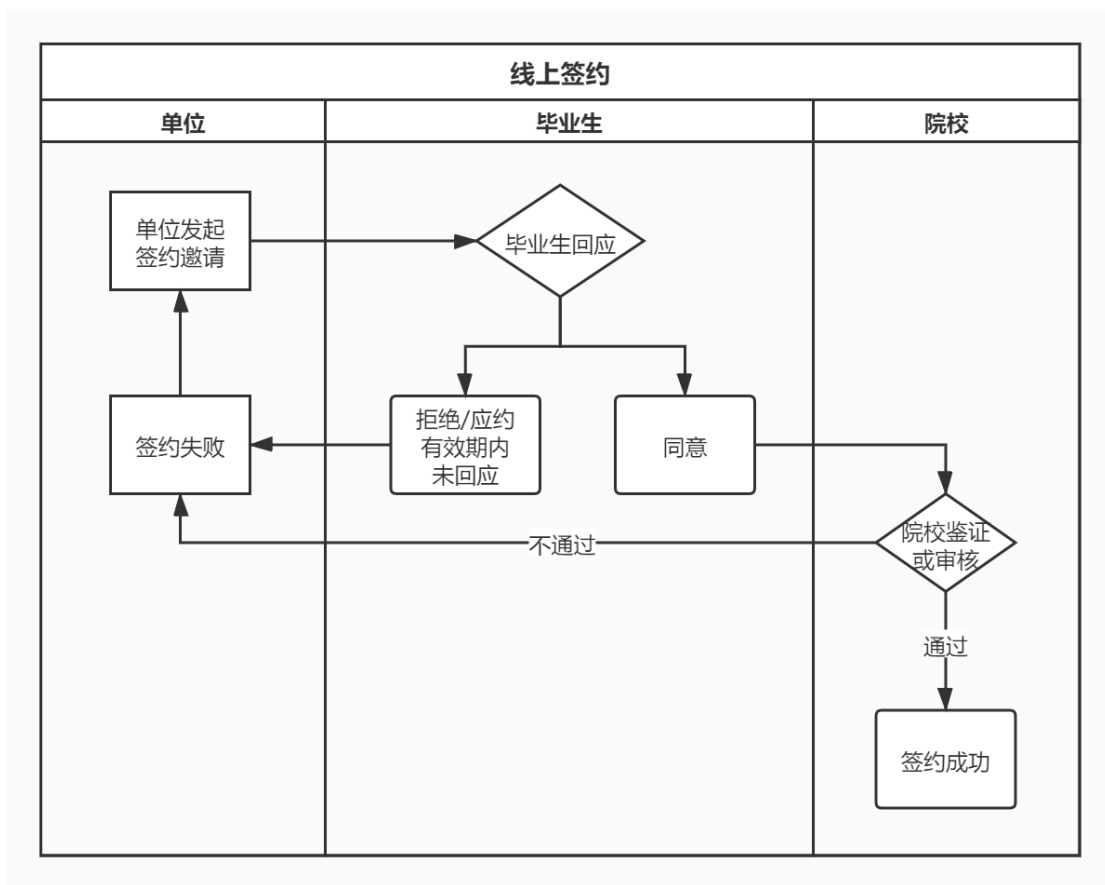 线上签约
单位
毕业生
院校
单位发起
签约邀请
毕业生回应
签约失败
拒绝/应约
有效期内
未回应
同意
院校鉴证
或审核
不通过
通过
签约成功